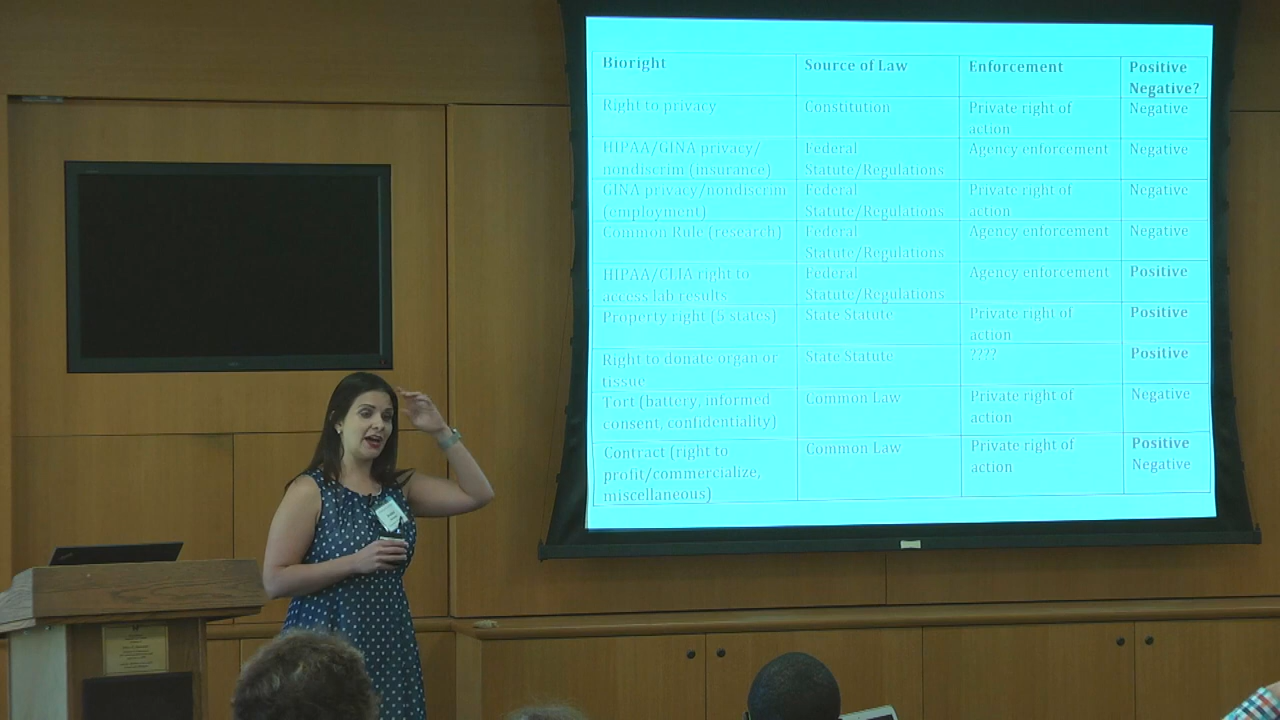 Bioright Source of Law Enforcement Positive
Negative?
Right to privacy Constitution Private right of
action Negative
HIPAA/GINA privacy/
nondiscrim (insurance) Federal
Statute/Regulations Agency enforcement Negative
GINA privacy/nondiscrim
(employment) Federal
Statute/Regulations Private right of
action Negative
Common Rule (research) Federal
Statute/Regulations Agency enforcement Negative
HIPAA/CLIA right to
access lab results Federal
Statute/Regulations Agency enforcement Positive
Property right (5 states) State Statute Private right of
action Positive
Right to donate organ or
tissue State Statute ???? Positive
Tort (battery, informed
consent, confidentiality) Common Law Private right of
action Negative
Contract (right to
profit/commercialize,
miscellaneous) Common Law Private right of
action Positive
Negative